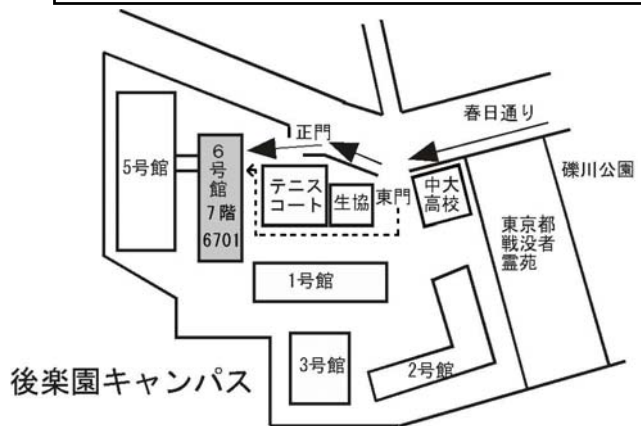 春日通り
正門
礫川公園
5号館
6
号
館
7階
6701
テニス
コート
生協
東門
中大
高校
東京都
戦没者
霊苑
1号館
3号館
2号館
後楽園キャンパス